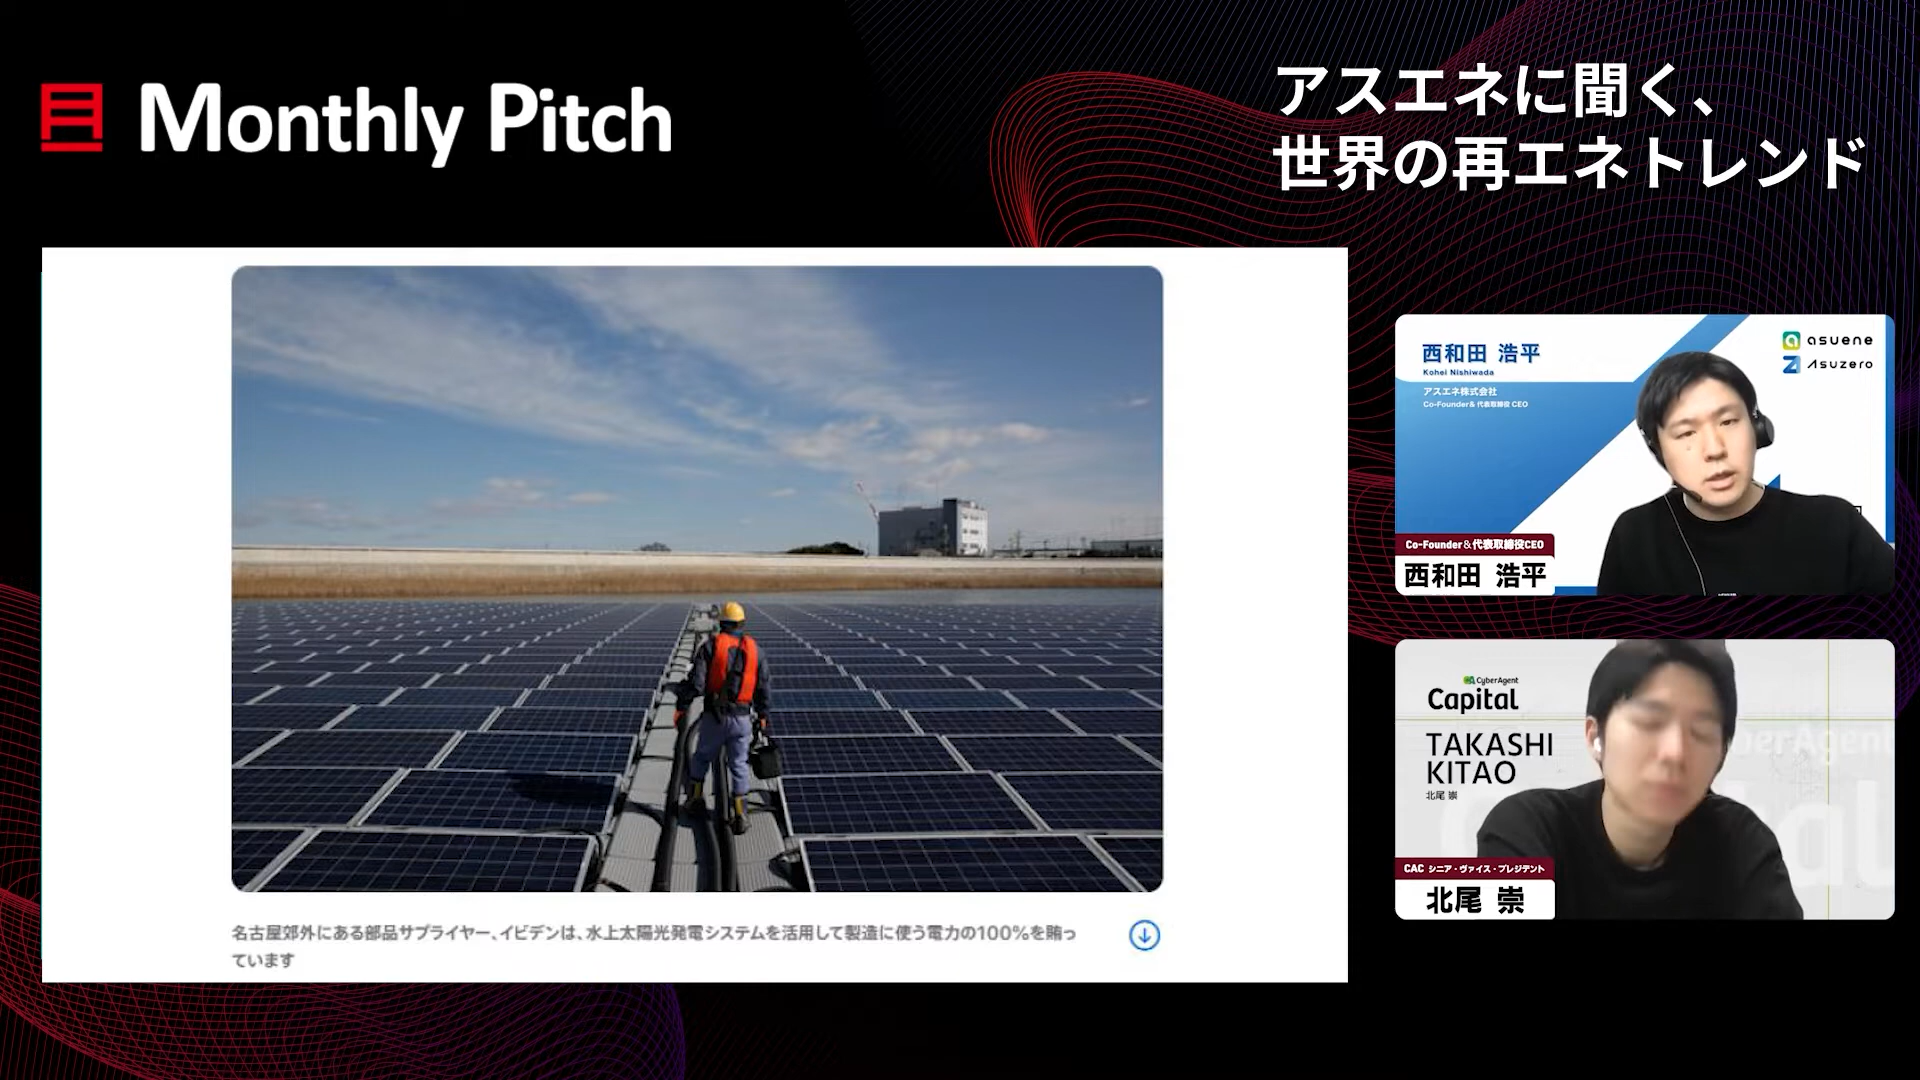 Monthly Pitch
アスエネに聞く、
世界の再エネトレンド
名古屋郊外にある部品サプライヤー、イビデンは、水上太陽光発電システムを活用して製造に使う電力の100%を賄っ
ています
西和田 浩平
Kohei Nishiwada
アスエネ株式会社
Co-Founder& 代表取締役 CEO
asuene
Asuzero
Co-Founder&代表取締役CEO
西和田 浩平
CyberAgent
Capital
TAKASHI
KITAO
北尾 崇
CAC シニア・ヴァイス・プレジデント
北尾 崇